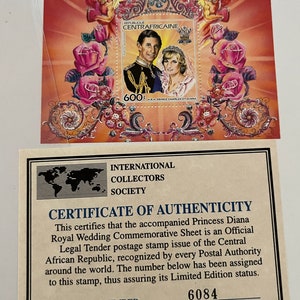 REPUBLIQUE
CENTRAFRICAINE
600F
INTERNATIONAL
COLLECTORS
SOCIETY
CERTIFICATE OF AUTHENTICITY
This certifies that the accompanied Princess Diana
Royal Wedding Commemorative Sheet is an Official
Legal Tender postage stamp issue of the Central
African Republic, recognized by every Postal Authority
around the world. The number below has been assigned
to this stamp, thus assuring its Limited Edition status.
6084